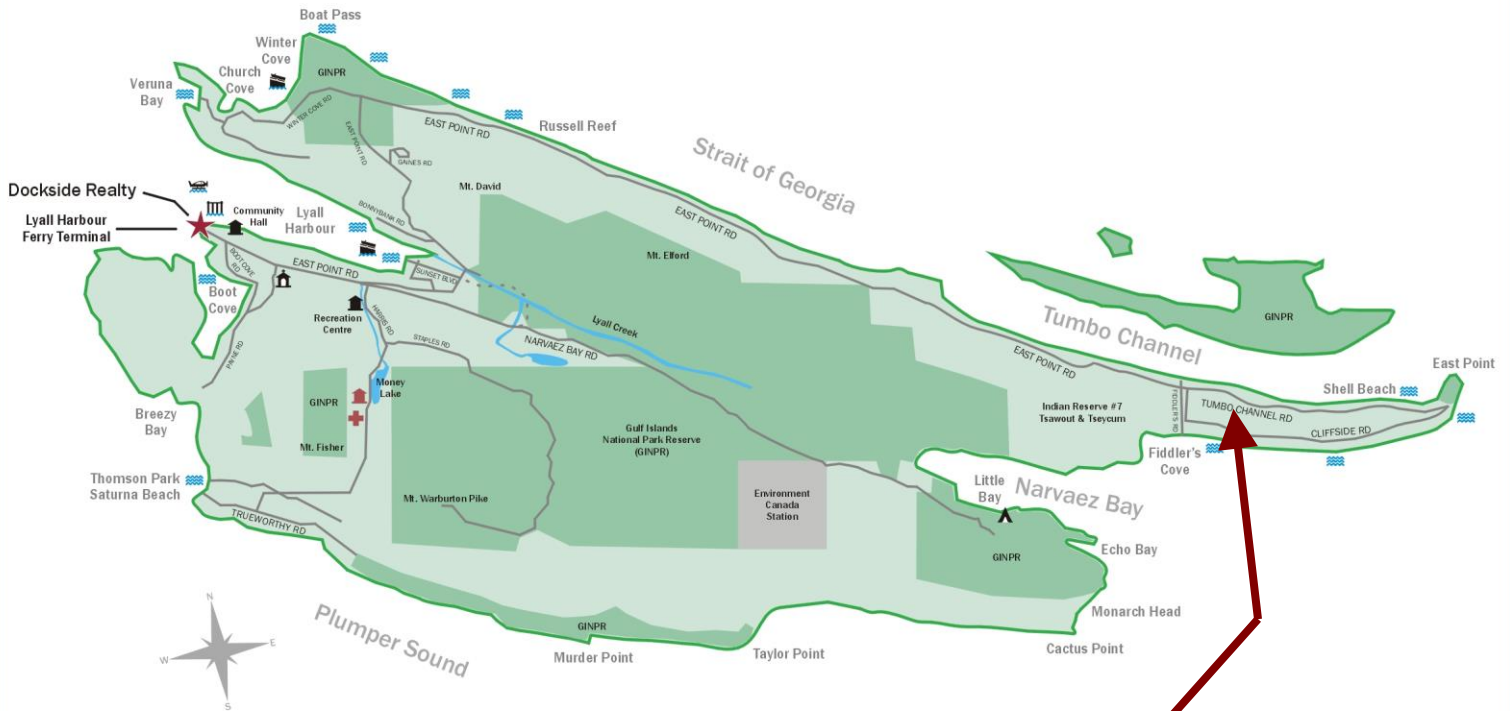 Boat Pass
Winter
Cove
Church
Cove
GINPR
Veruna
Bay
WINTER COVE RD
EAST POINT RD
EAST POINT RD
Russell Reef
Strait of Georgia
GAINES RD
Mt. David
Dockside Realty
Lyall Harbour
Ferry Terminal
Community
Hall
Lyall
Harbour
BONNYBANK RD
EAST POINT RD
Mt. Elford
BOOT COVE
RD
EAST POINT RD
SUNSET BLVD
Boot
Cove
Recreation
Centre
HARRIS RD
STAPLES RD
NARVAEZ BAY RD
Lyall Creek
Tumbo Channel
GINPR
EAST POINT RD
East Point
Shell Beach
PAYNE RD
Money
Lake
GINPR
Breezy
Bay
Mt. Fisher
Gulf Islands
National Park Reserve
(GINPR)
Indian Reserve #7
Tsawout & Tseycum
FIDDLER'S RD
TUMBO CHANNEL RD
CLIFFSIDE RD
Fiddler's
Cove
Thomson Park
Saturna Beach
Mt. Warburton Pike
Environment
Canada
Station
Little
Bay
Narvaez Bay
TRUEWORTHY RD
GINPR
Echo Bay
Monarch Head
Cactus Point
N
W
E
S
Plumper Sound
GINPR
Murder Point
Taylor Point